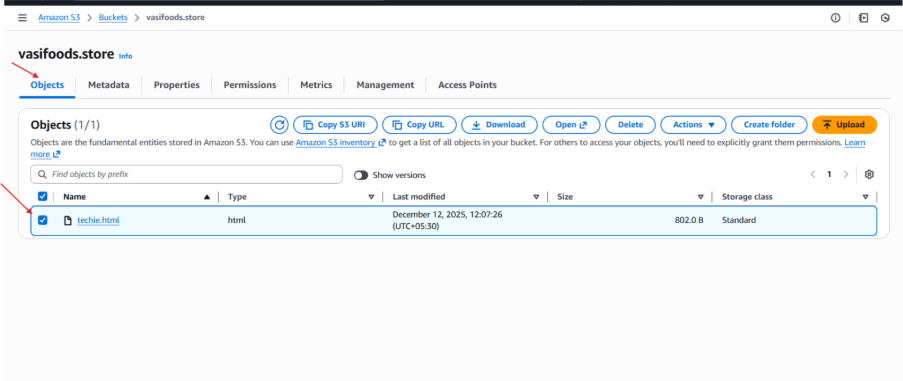 Amazon S3 > Buckets > vasifoods.store
vasifoods.store Info
Objects Metadata Properties Permissions Metrics Management Access Points
Objects (1/1) Copy S3 URI Copy URL Download Open Delete Actions Create folder Upload
Objects are the fundamental entities stored in Amazon S3. You can use Amazon S3 inventory to get a list of all objects in your bucket. For others to access your objects, you'll need to explicitly grant them permissions. Learn
more
Find objects by prefix Show versions < 1 >
Name Type Last modified Size Storage class
techie.html html December 12, 2025, 12:07:26 802.0 B Standard
(UTC+05:30)